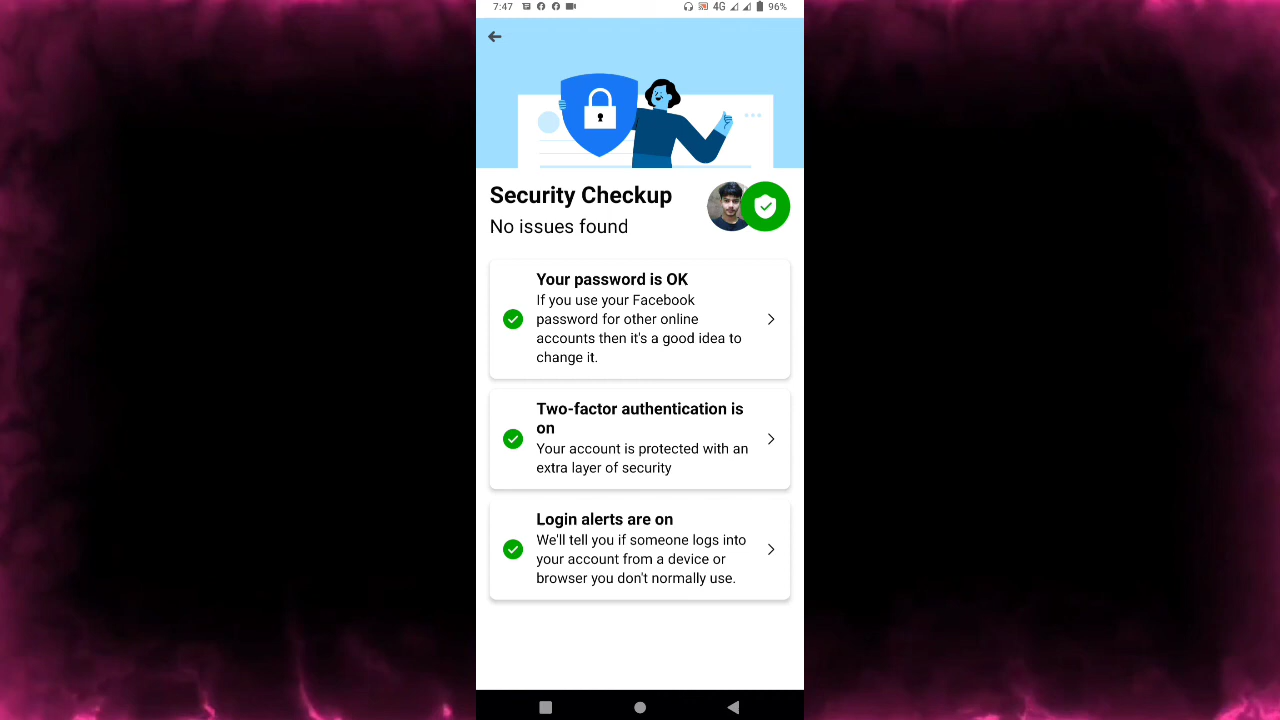 7:47 4G 96%
Security Checkup
No issues found
Your password is OK
If you use your Facebook
password for other online
accounts then it's a good idea to
change it.
Two-factor authentication is
on
Your account is protected with an
extra layer of security
Login alerts are on
We'll tell you if someone logs into
your account from a device or
browser you don't normally use.